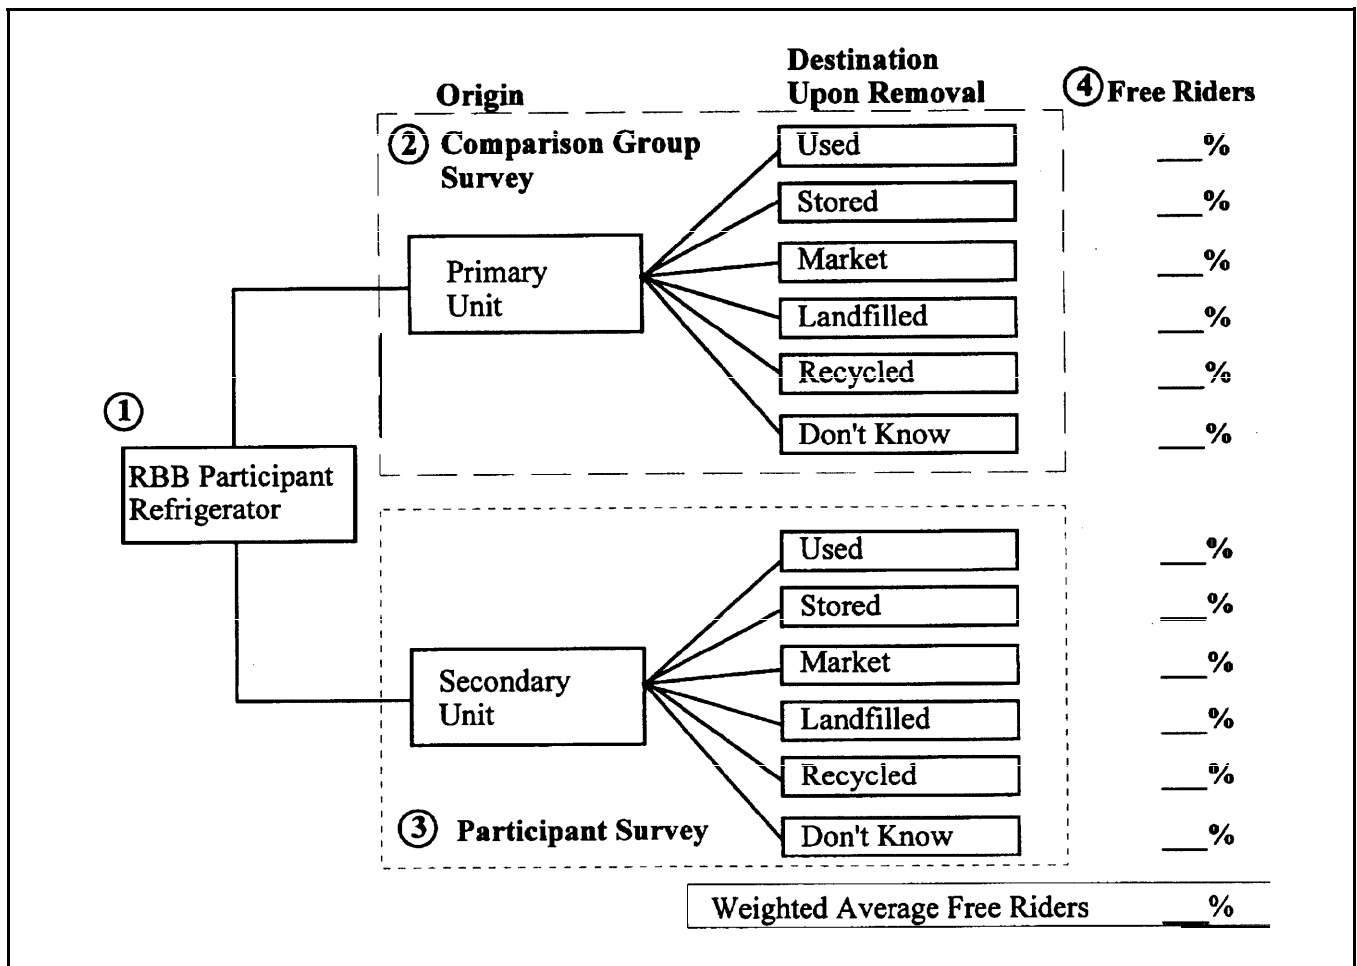 Origin
Destination
Upon Removal
④ Free Riders
② Comparison Group
Survey
Used
___%
Stored
___%
Market
___%
Landfilled
___%
Recycled
___%
Don't Know
___%
Primary
Unit
①
RBB Participant
Refrigerator
Used
___%
Stored
___%
Market
___%
Landfilled
___%
Recycled
___%
Don't Know
___%
Secondary
Unit
③ Participant Survey
Weighted Average Free Riders ___%